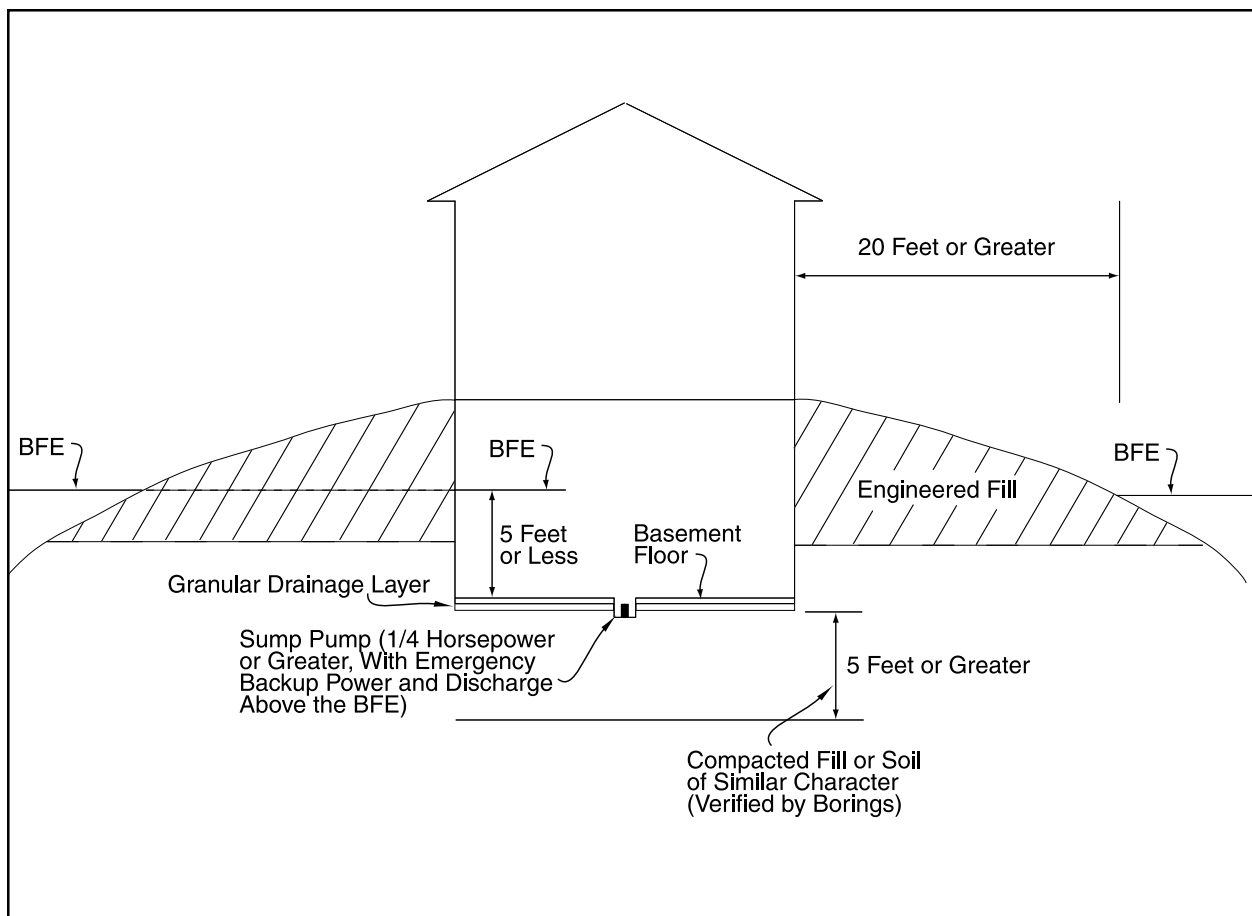 20 Feet or Greater
BFE
BFE
BFE
Engineered Fill
5 Feet
or Less
Basement
Floor
Granular Drainage Layer
Sump Pump (1/4 Horsepower
or Greater, With Emergency
Backup Power and Discharge
Above the BFE)
5 Feet or Greater
Compacted Fill or Soil
of Similar Character
(Verified by Borings)